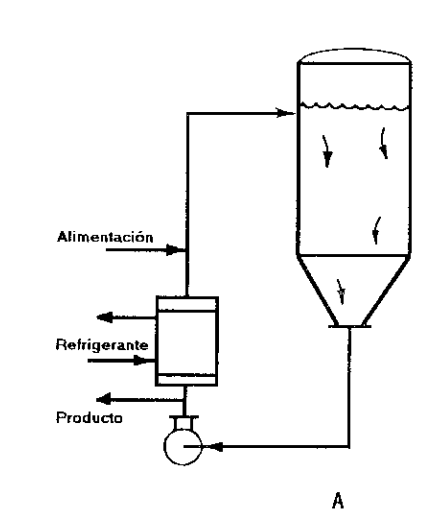 Alimentación
Refrigerante
Producto
A